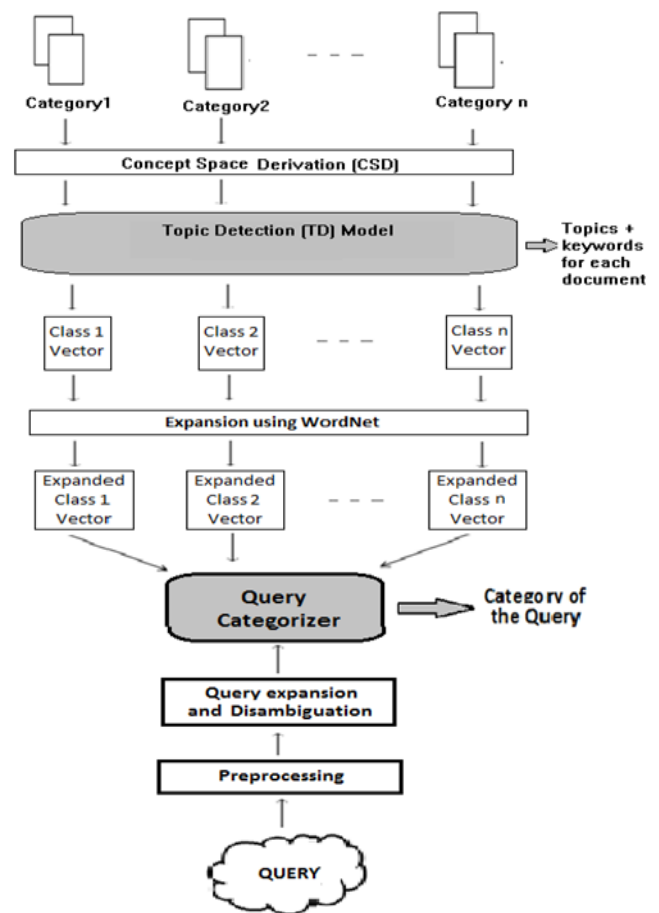 Category1
Category2
Category n
Concept Space Derivation (CSD)
Topic Detection (TD) Model
Topics +
keywords
for each
document
Class 1
Vector
Class 2
Vector
Class n
Vector
Expansion using WordNet
Expanded
Class 1
Vector
Expanded
Class 2
Vector
Expanded
Class n
Vector
Query
Categorizer
Category of
the Query
Query expansion
and Disambiguation
Preprocessing
QUERY